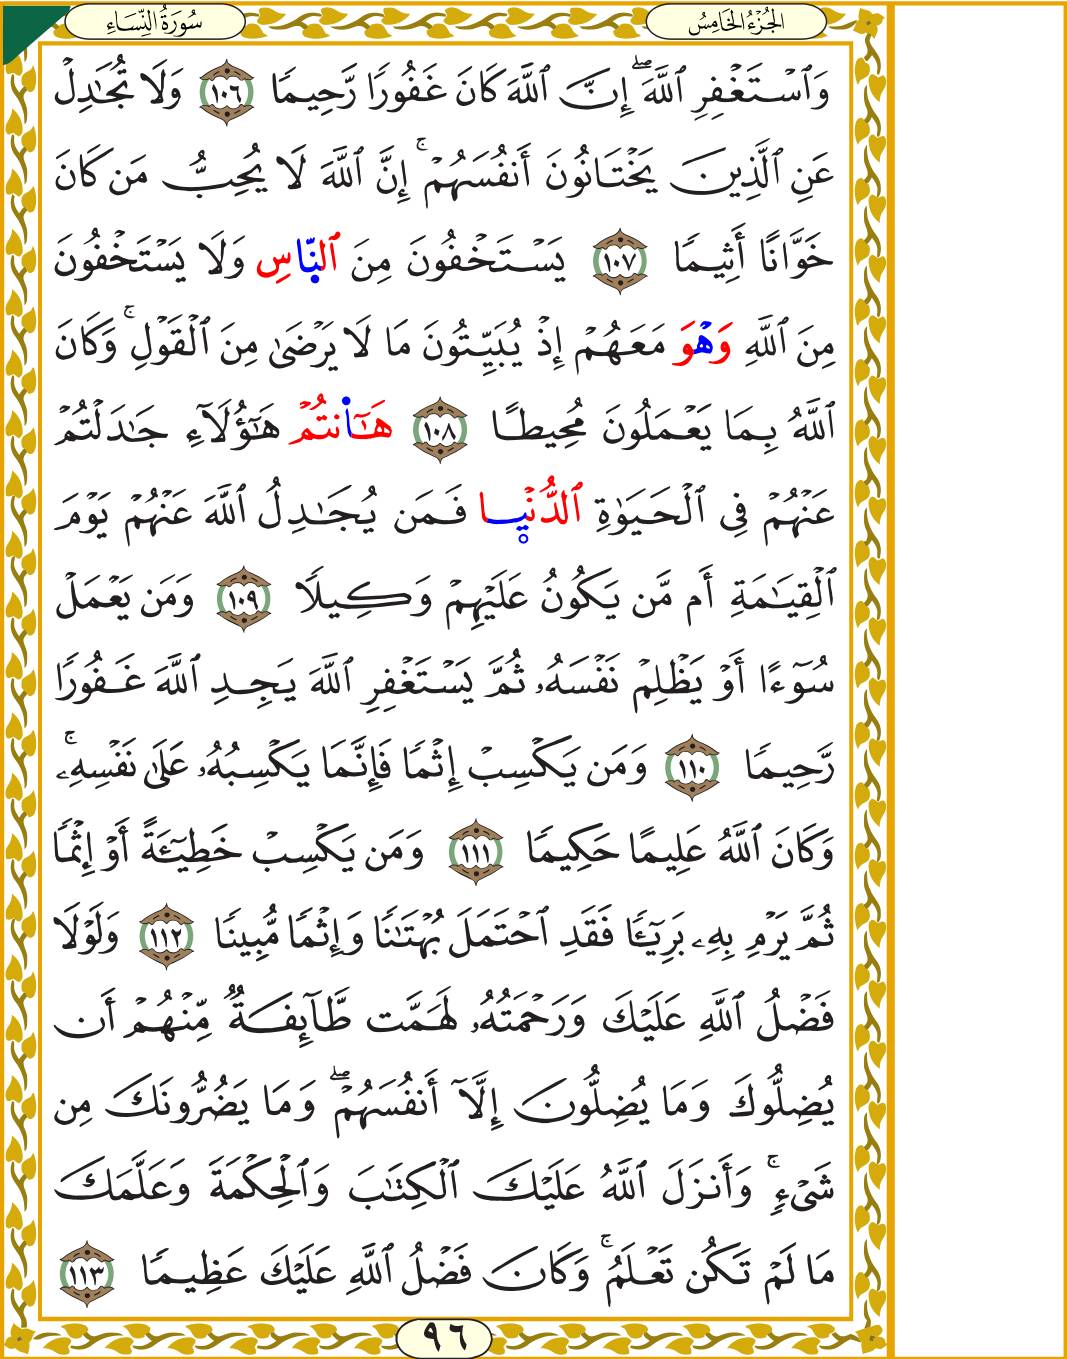 سُورَةُ النِّسَاءِ
الجُزْءُ الخَامِسُ
وَٱسۡتَغۡفِرِ ٱللَّهَۖ إِنَّ ٱللَّهَ كَانَ غَفُورٗا رَّحِيمٗا ١٠٦ وَلَا تُجَٰدِلۡ
عَنِ ٱلَّذِينَ يَخۡتَانُونَ أَنفُسَهُمۡۚ إِنَّ ٱللَّهَ لَا يُحِبُّ مَن كَانَ
خَوَّانًا أَثِيمٗا ١٠٧ يَسۡتَخۡفُونَ مِنَ ٱلنَّاسِ وَلَا يَسۡتَخۡفُونَ
مِنَ ٱللَّهِ وَهۡوَ مَعَهُمۡ إِذۡ يُبَيِّتُونَ مَا لَا يَرۡضَىٰ مِنَ ٱلۡقَوۡلِۚ وَكَانَ
ٱللَّهُ بِمَا يَعۡمَلُونَ مُحِيطًا ١٠٨ هَٰٓا۬نتُمۡ هَٰٓؤُلَآءِ جَٰدَلۡتُمۡ
عَنۡهُمۡ فِي ٱلۡحَيَوٰةِ ٱلدُّنۡيۭا فَمَن يُجَٰدِلُ ٱللَّهَ عَنۡهُمۡ يَوۡمَ
ٱلۡقِيَٰمَةِ أَم مَّن يَكُونُ عَلَيۡهِمۡ وَكِيلٗا ١٠٩ وَمَن يَعۡمَلۡ
سُوٓءًا أَوۡ يَظۡلِمۡ نَفۡسَهُۥ ثُمَّ يَسۡتَغۡفِرِ ٱللَّهَ يَجِدِ ٱللَّهَ غَفُورٗا
رَّحِيمٗا ١١٠ وَمَن يَكۡسِبۡ إِثۡمٗا فَإِنَّمَا يَكۡسِبُهُۥ عَلَىٰ نَفۡسِهِۦۚ
وَكَانَ ٱللَّهُ عَلِيمًا حَكِيمٗا ١١١ وَمَن يَكۡسِبۡ خَطِيٓـَٔةً أَوۡ إِثۡمٗا
ثُمَّ يَرۡمِ بِهِۦ بَرِيٓـٔٗا فَقَدِ ٱحۡتَمَلَ بُهۡتَٰنٗا وَإِثۡمٗا مُّبِينٗا ١١٢ وَلَوۡلَا
فَضۡلُ ٱللَّهِ عَلَيۡكَ وَرَحۡمَتُهُۥ لَهَمَّت طَّآئِفَةٞ مِّنۡهُمۡ أَن
يُضِلُّوكَ وَمَا يُضِلُّونَ إِلَّآ أَنفُسَهُمۡۖ وَمَا يَضُرُّونَكَ مِن
شَيۡءٖۚ وَأَنزَلَ ٱللَّهُ عَلَيۡكَ ٱلۡكِتَٰبَ وَٱلۡحِكۡمَةَ وَعَلَّمَكَ
مَا لَمۡ تَكُن تَعۡلَمُۚ وَكَانَ فَضۡلُ ٱللَّهِ عَلَيۡكَ عَظِيمٗا ١١٣
٩٦